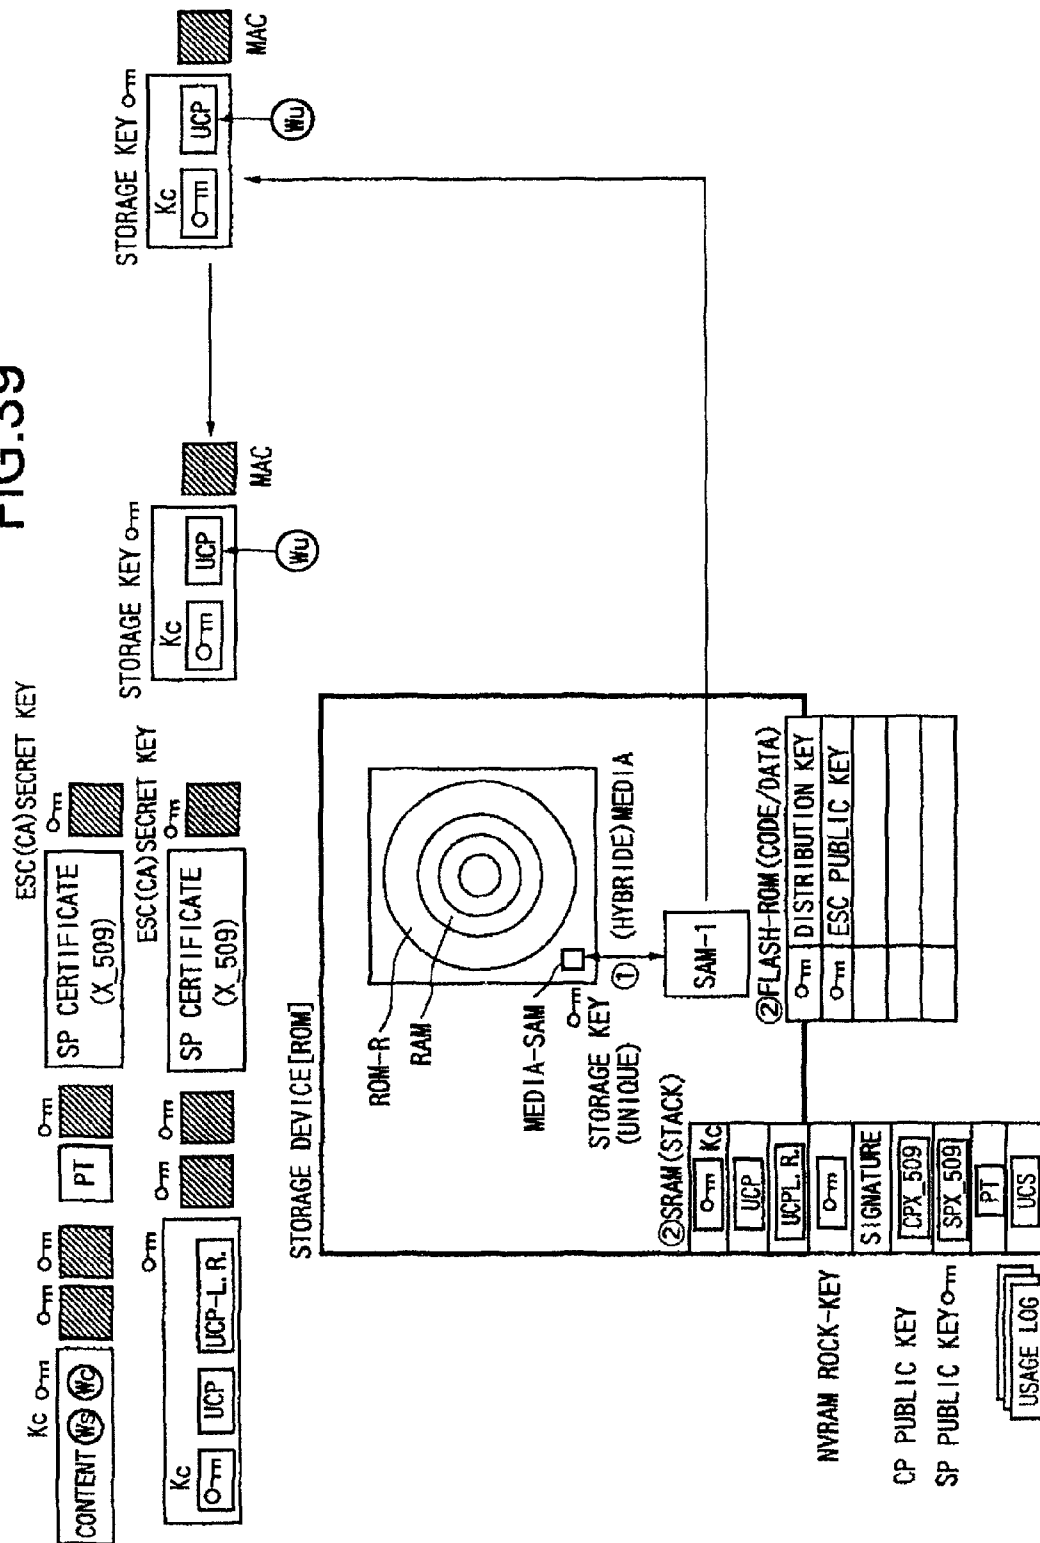 FIG.39
Kc
CONTENT Ws Wc
PT
SP CERTIFICATE
(X_509)
ESC(CA)SECRET KEY
Kc
UCP
UCP-L.R.
SP CERTIFICATE
(X_509)
ESC(CA)SECRET KEY
STORAGE KEY
Kc
UCP
Wu
MAC
STORAGE KEY
Kc
UCP
Wu
MAC
STORAGE DEVICE[ROM]
ROM-R
RAM
MEDIA-SAM
STORAGE KEY
(UNIQUE)
① (HYBRIDE)MEDIA
SAM-1
②SRAM(STACK)
Kc
UCP
UCPL.R.
SIGNATURE
CPX_509
SPX_509
PT
UCS
②FLASH-ROM(CODE/DATA)
DISTRIBUTION KEY
ESC PUBLIC KEY
NVRAM ROCK-KEY
CP PUBLIC KEY
SP PUBLIC KEY
USAGE LOG